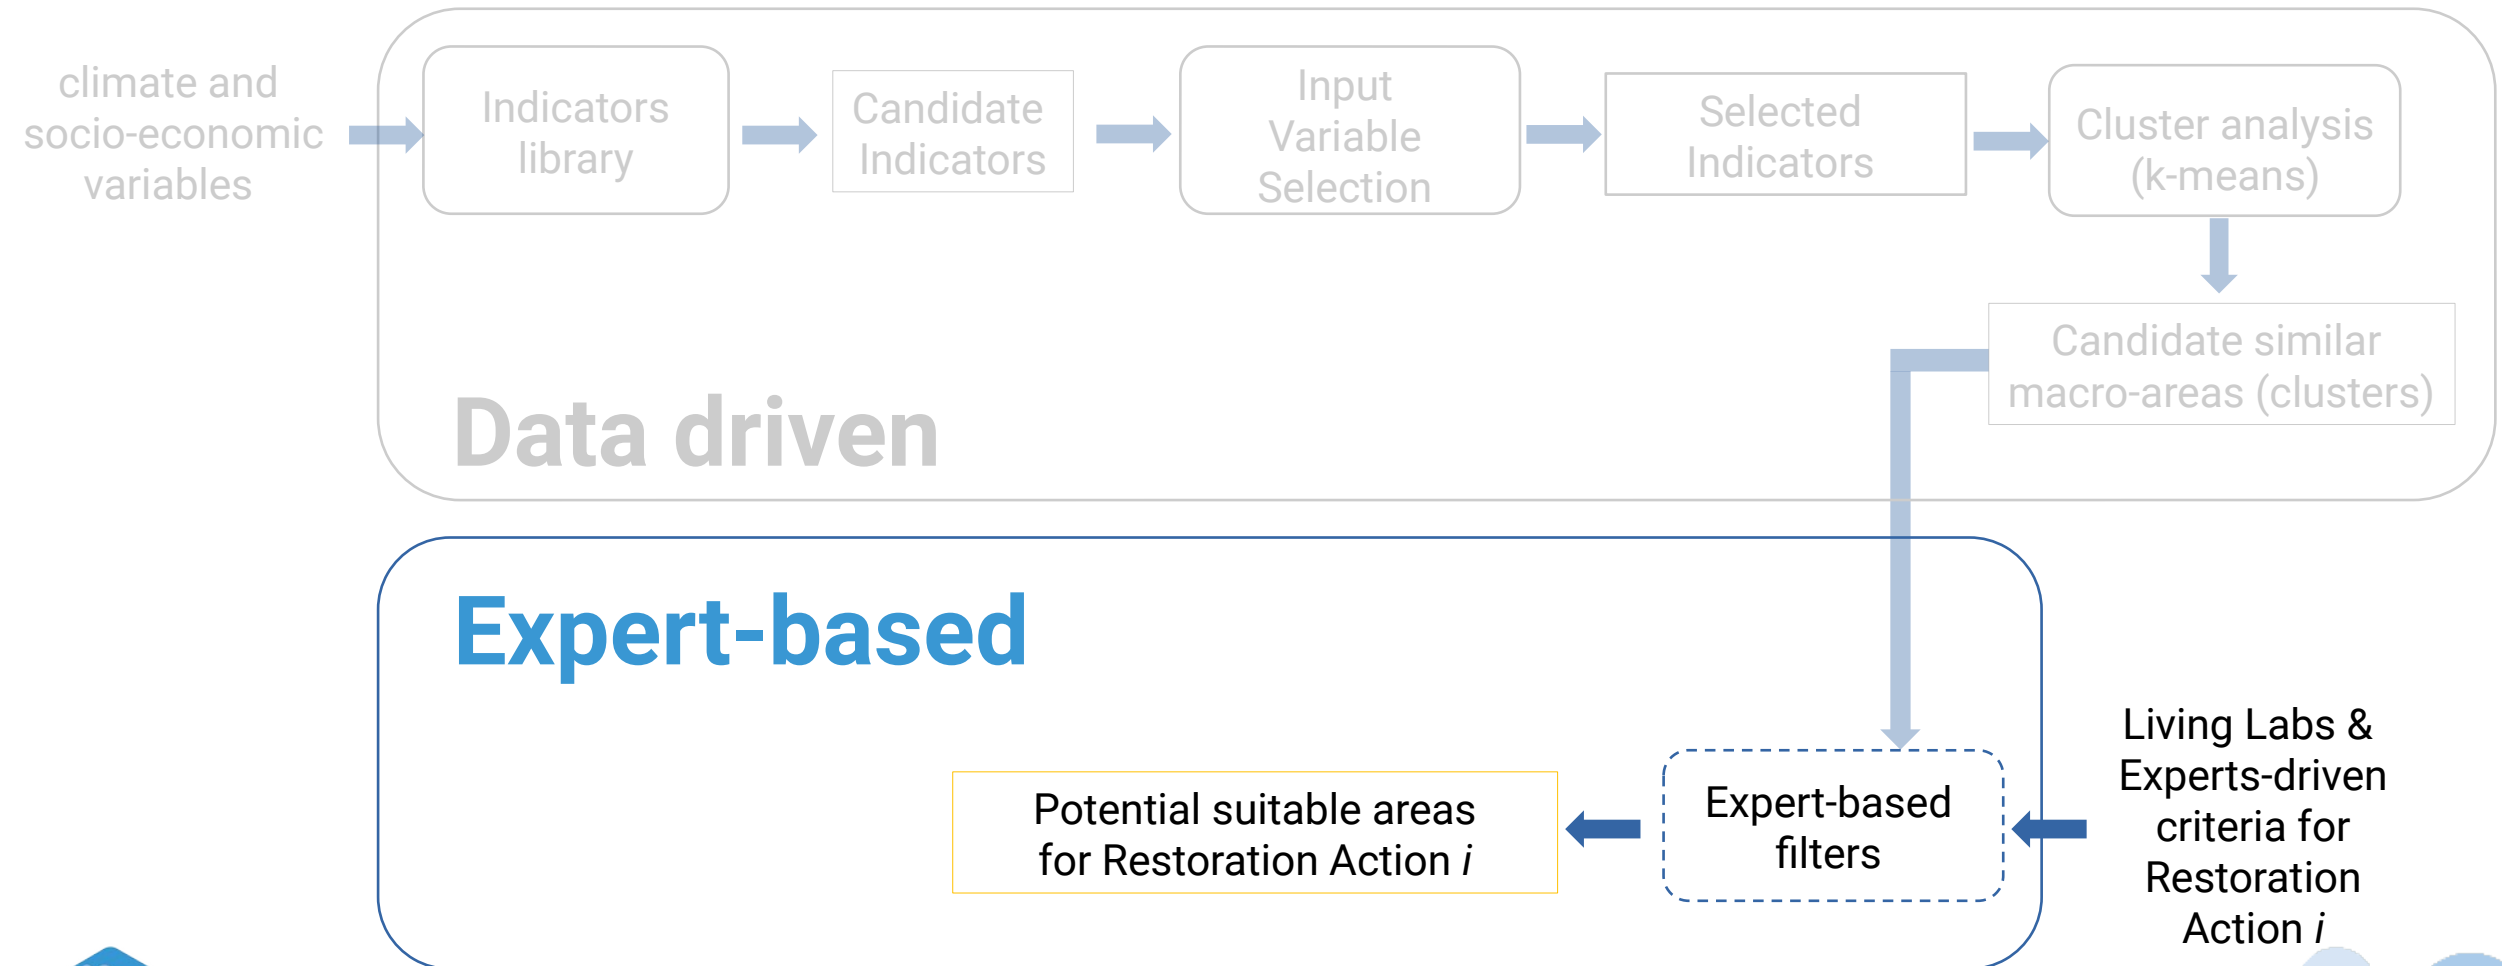 climate and
socio-economic
variables
Indicators
library
Candidate
Indicators
Input
Variable
Selection
Selected
Indicators
Cluster analysis
(k-means)
Candidate similar
macro-areas (clusters)
Data driven
Expert-based
Potential suitable areas
for Restoration Action i
Expert-based
filters
Living Labs &
Experts-driven
criteria for
Restoration
Action i